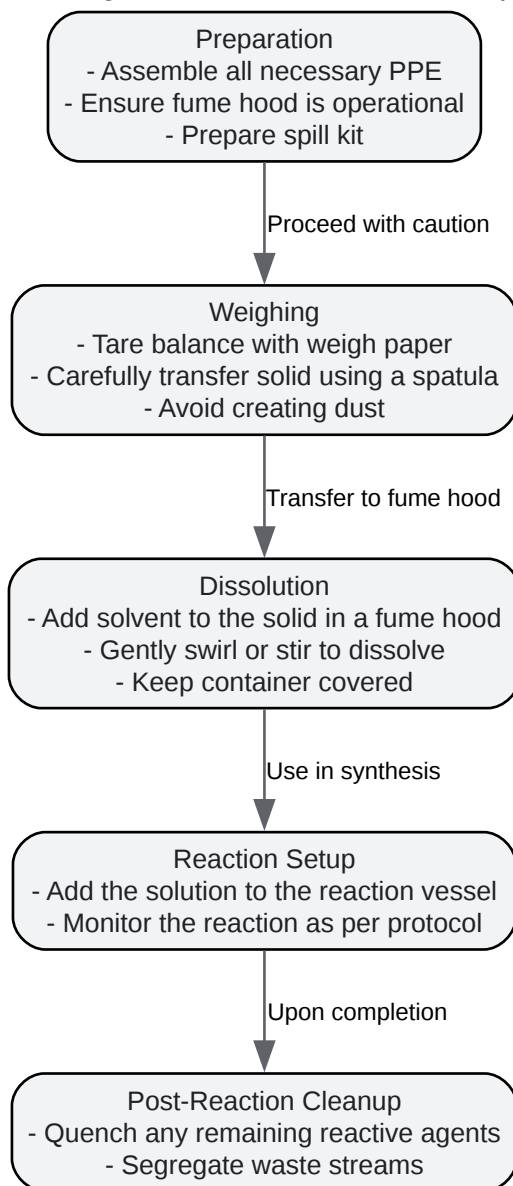 Preparation
- Assemble all necessary PPE
- Ensure fume hood is operational
- Prepare spill kit
Proceed with caution
Weighing
- Tare balance with weigh paper
- Carefully transfer solid using a spatula
- Avoid creating dust
Transfer to fume hood
Dissolution
- Add solvent to the solid in a fume hood
- Gently swirl or stir to dissolve
- Keep container covered
Use in synthesis
Reaction Setup
- Add the solution to the reaction vessel
- Monitor the reaction as per protocol
Upon completion
Post-Reaction Cleanup
- Quench any remaining reactive agents
- Segregate waste streams